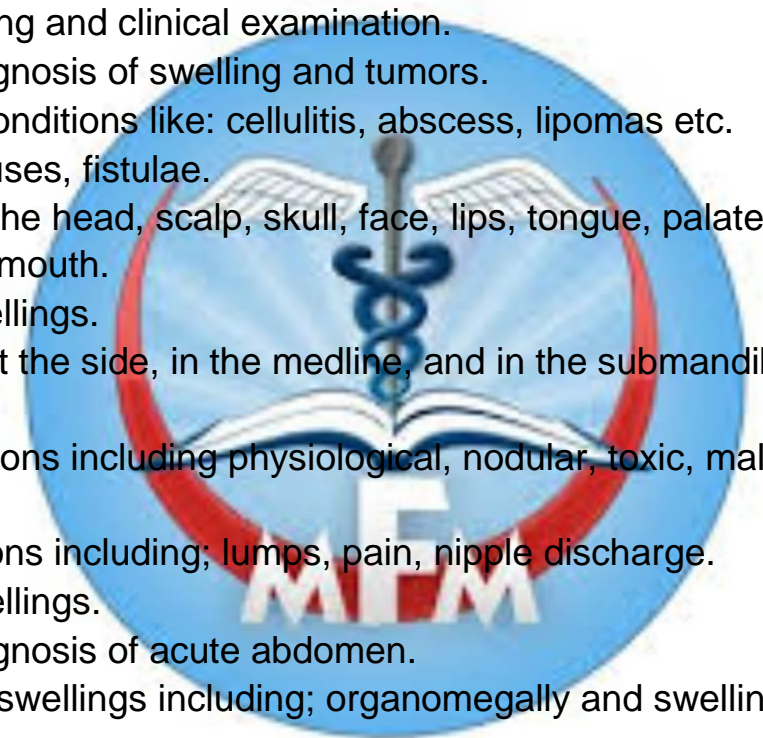 ng and clinical examination.
gnosis of swelling and tumors.
onditions like: cellulitis, abscess, lipomas etc.
uses, fistulae.
he head, scalp, skull, face, lips, tongue, palate
mouth.
ellings.
t the side, in the medline, and in the submandi
ons including physiological, nodular, toxic, mal
ons including; lumps, pain, nipple discharge.
MFM
ellings.
gnosis of acute abdomen.
swellings including; organomegally and swellin